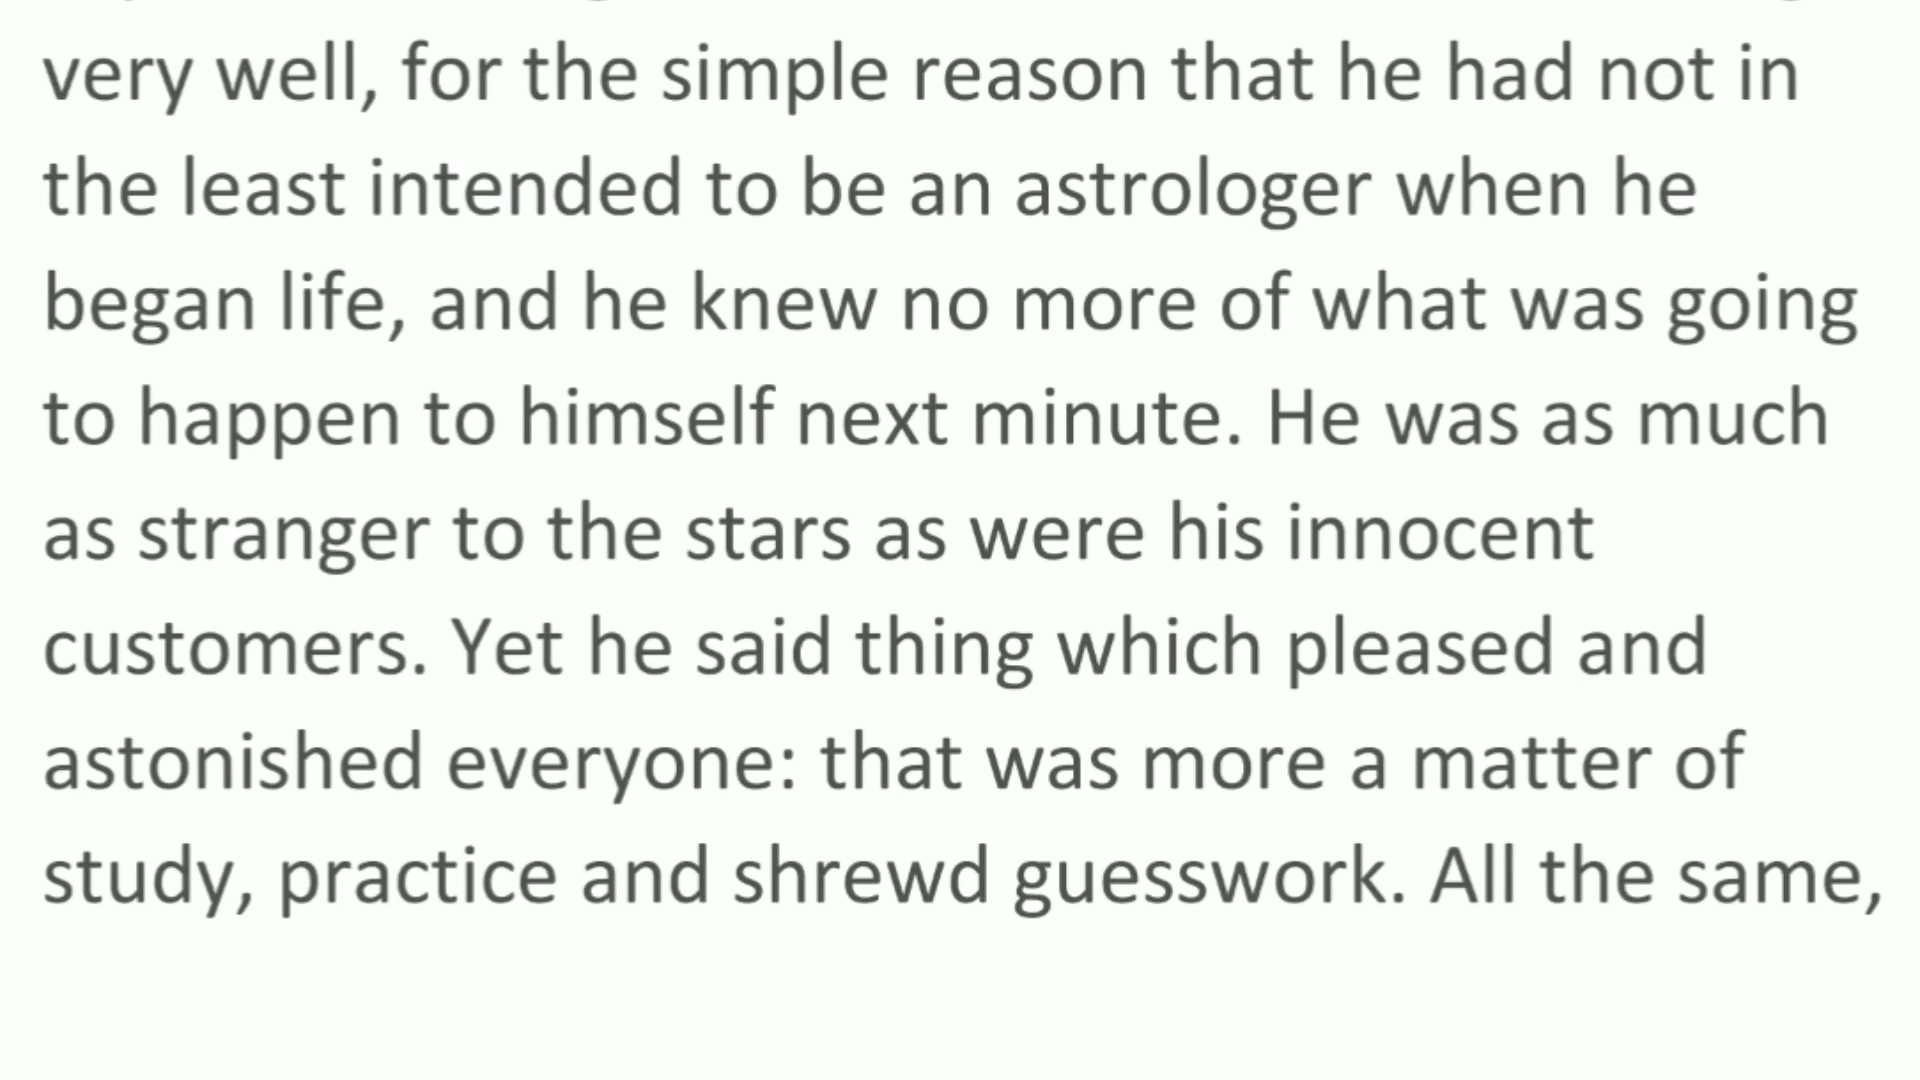 very well, for the simple reason that he had not in
the least intended to be an astrologer when he
began life, and he knew no more of what was going
to happen to himself next minute. He was as much
as stranger to the stars as were his innocent
customers. Yet he said thing which pleased and
astonished everyone: that was more a matter of
study, practice and shrewd guesswork. All the same,